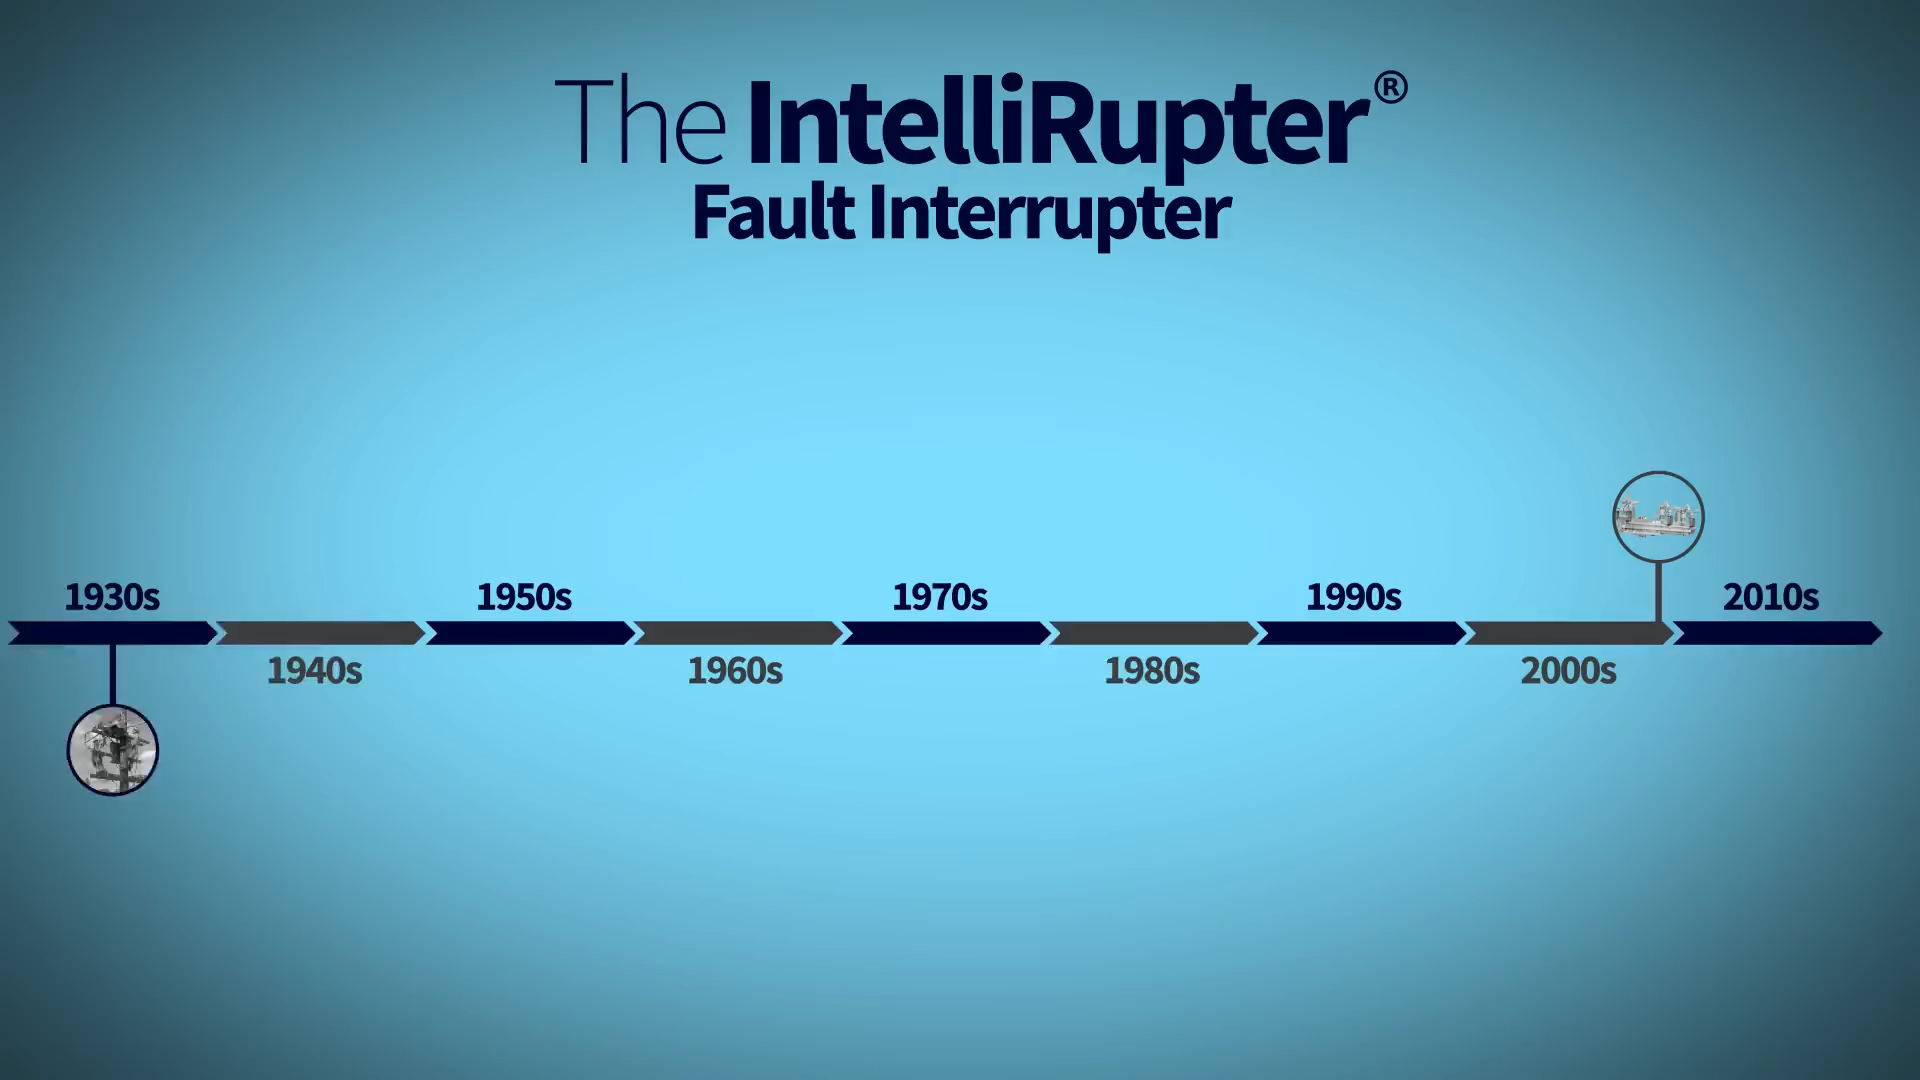 The IntelliRupter®
Fault Interrupter
1930s
1940s
1950s
1960s
1970s
1980s
1990s
2000s
2010s